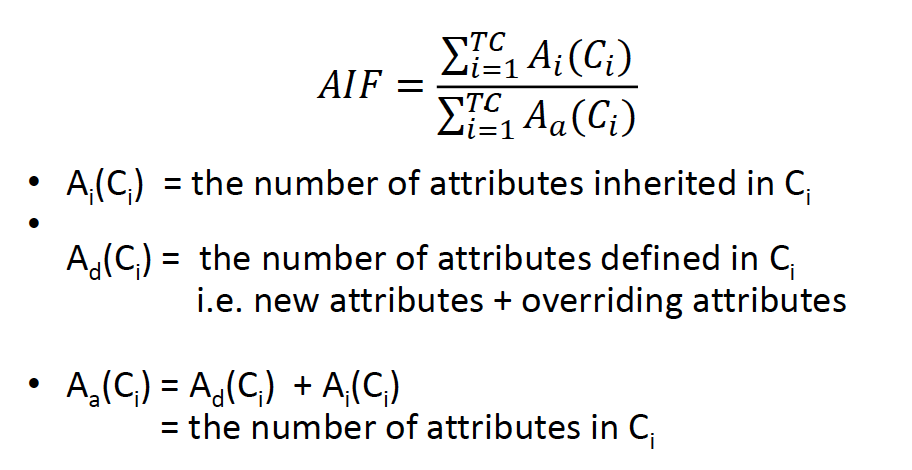 AIF = \frac{\sum_{i=1}^{TC} A_i(C_i)}{\sum_{i=1}^{TC} A_a(C_i)}
• A_i(C_i) = the number of attributes inherited in C_i
•
A_d(C_i) = the number of attributes defined in C_i
i.e. new attributes + overriding attributes
• A_a(C_i) = A_d(C_i) + A_i(C_i)
= the number of attributes in C_i